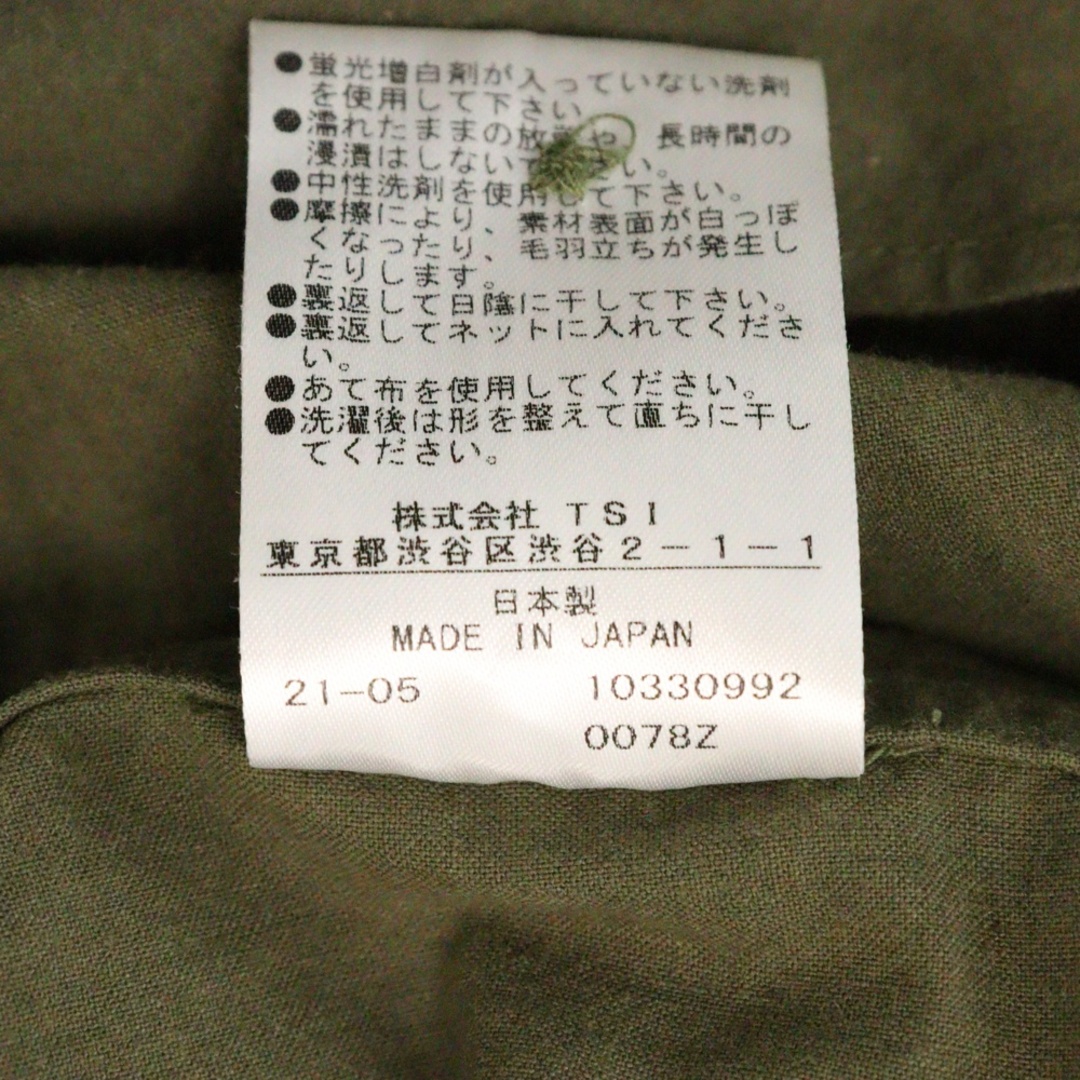 ●蛍光増白剤が入っていない洗剤
を使用して下さい
●濡れたままの放置や 長時間の
浸漬はしないで下さい。
●中性洗剤を使用して下さい。
●摩擦により、素材表面が白っぽ
くなったり、毛羽立ちが発生し
たりします。
●裏返して日陰に干して下さい。
●裏返してネットに入れてくださ
い。
●あて布を使用してください。
●洗濯後は形を整えて直ちに干し
てください。
株式会社 TSI
東京都渋谷区渋谷2-1-1
日本製
MADE IN JAPAN
21-05 10330992
0078Z